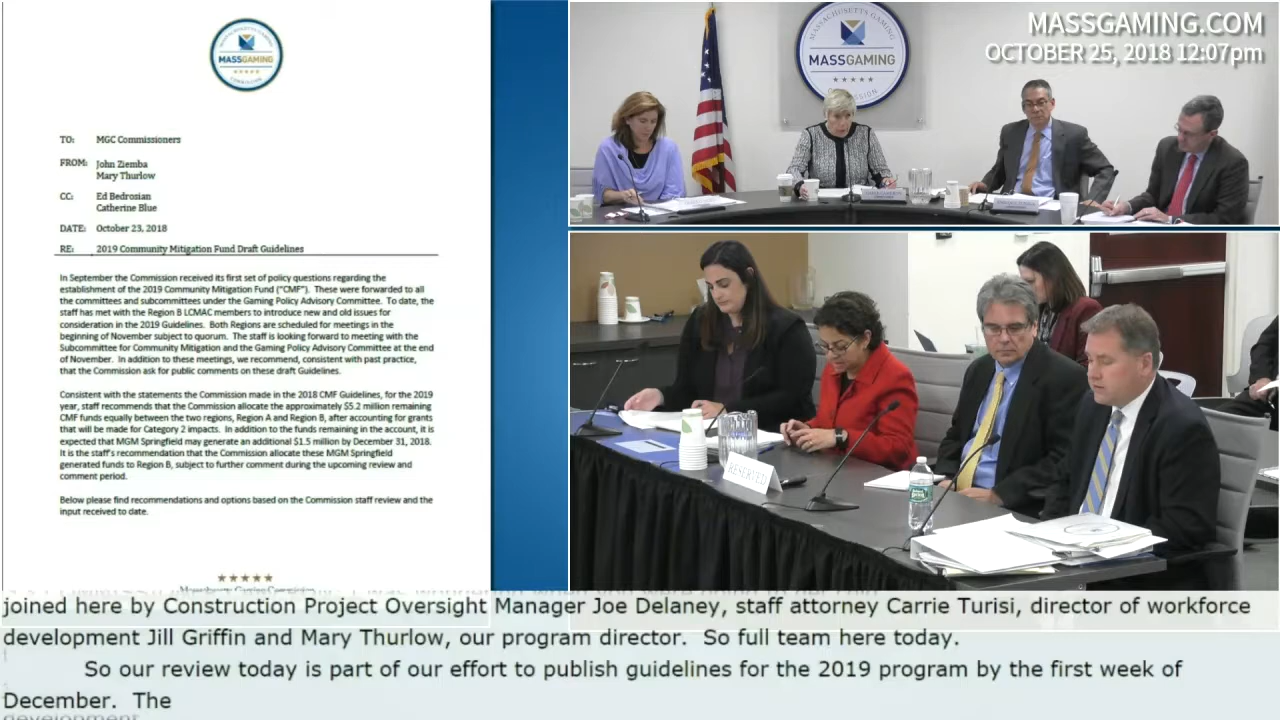 MASSACHUSETTS GAMING
MASSGAMING
COMMISSION
TO: MGC Commissioners
FROM: John Ziemba
Mary Thurlow
CC: Ed Bedrosian
Catherine Blue
DATE: October 23, 2018
RE: 2019 Community Mitigation Fund Draft Guidelines
In September the Commission received its first set of policy questions regarding the
establishment of the 2019 Community Mitigation Fund ("CMF"). These were forwarded to all
the committees and subcommittees under the Gaming Policy Advisory Committee. To date, the
staff has met with the Region B LCMAC members to introduce new and old issues for
consideration in the 2019 Guidelines. Both Regions are scheduled for meetings in the
beginning of November subject to quorum. The staff is looking forward to meeting with the
Subcommittee for Community Mitigation and the Gaming Policy Advisory Committee at the end
of November. In addition to these meetings, we recommend, consistent with past practice,
that the Commission ask for public comments on these draft Guidelines.
Consistent with the statements the Commission made in the 2018 CMF Guidelines, for the 2019
year, staff recommends that the Commission allocate the approximately $5.2 million remaining
CMF funds equally between the two regions, Region A and Region B, after accounting for grants
that will be made for Category 2 impacts. In addition to the funds remaining in the account, it is
expected that MGM Springfield may generate an additional $1.5 million by December 31, 2018.
It is the staff's recommendation that the Commission allocate these MGM Springfield
generated funds to Region B, subject to further comment during the upcoming review and
comment period.
Below please find recommendations and options based on the Commission staff review and the
input received to date.
MASSACHUSETTS GAMING
MASSGAMING
MASSGAMING.COM
OCTOBER 25, 2018 12:07pm
RESERVED
joined here by Construction Project Oversight Manager Joe Delaney, staff attorney Carrie Turisi, director of workforce
development Jill Griffin and Mary Thurlow, our program director. So full team here today.
So our review today is part of our effort to publish guidelines for the 2019 program by the first week of
December. The